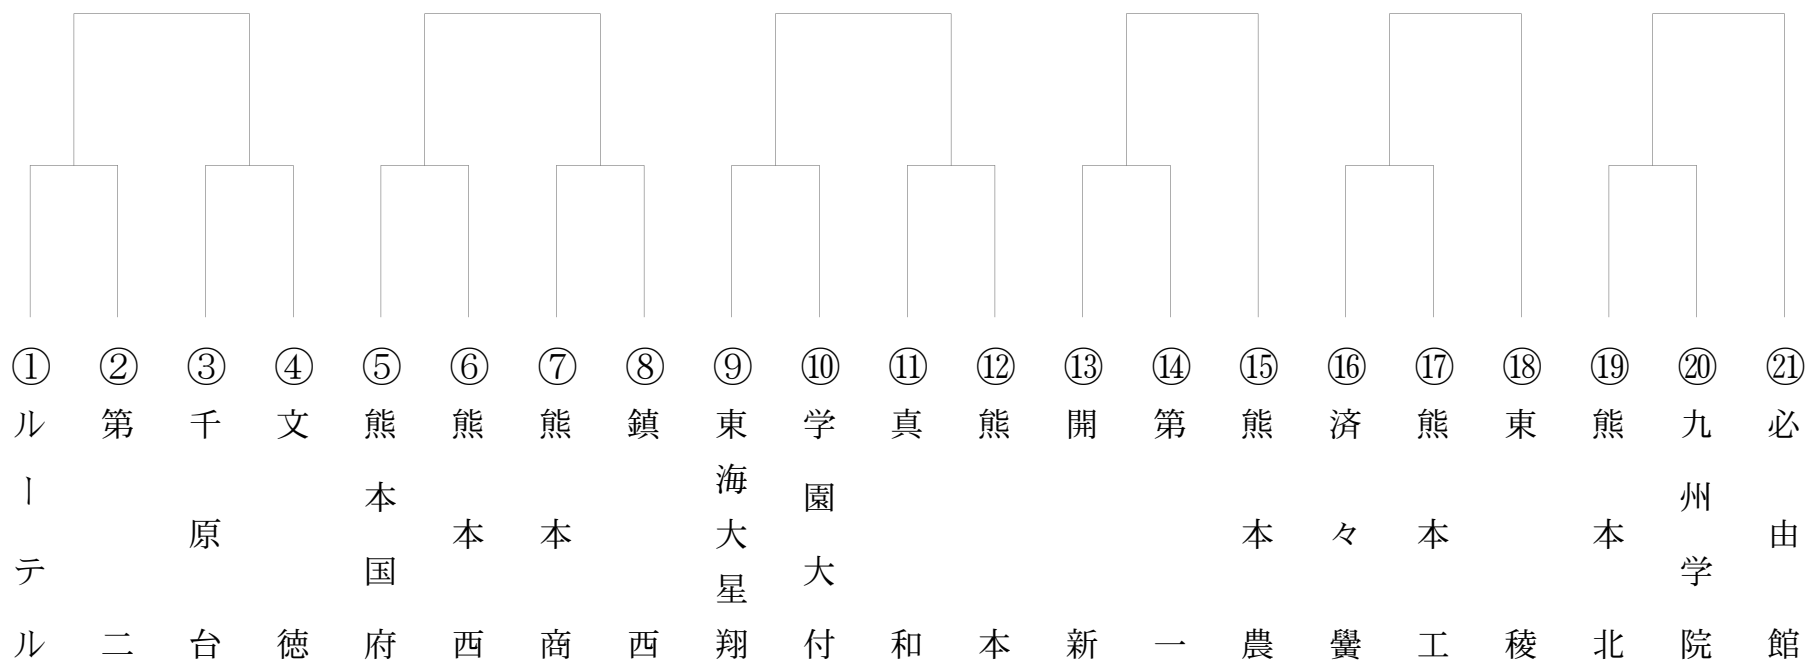 ①ルーテル
②第二
③千原台
④文徳
⑤熊本国府
⑥熊本西
⑦熊本商
⑧鎮西
⑨東海大星翔
⑩学園大付
⑪真和
⑫熊本
⑬開新
⑭第一
⑮熊本農
⑯済々黌
⑰熊本工
⑱東稜
⑲熊本北
⑳九州学院
㉑必由館